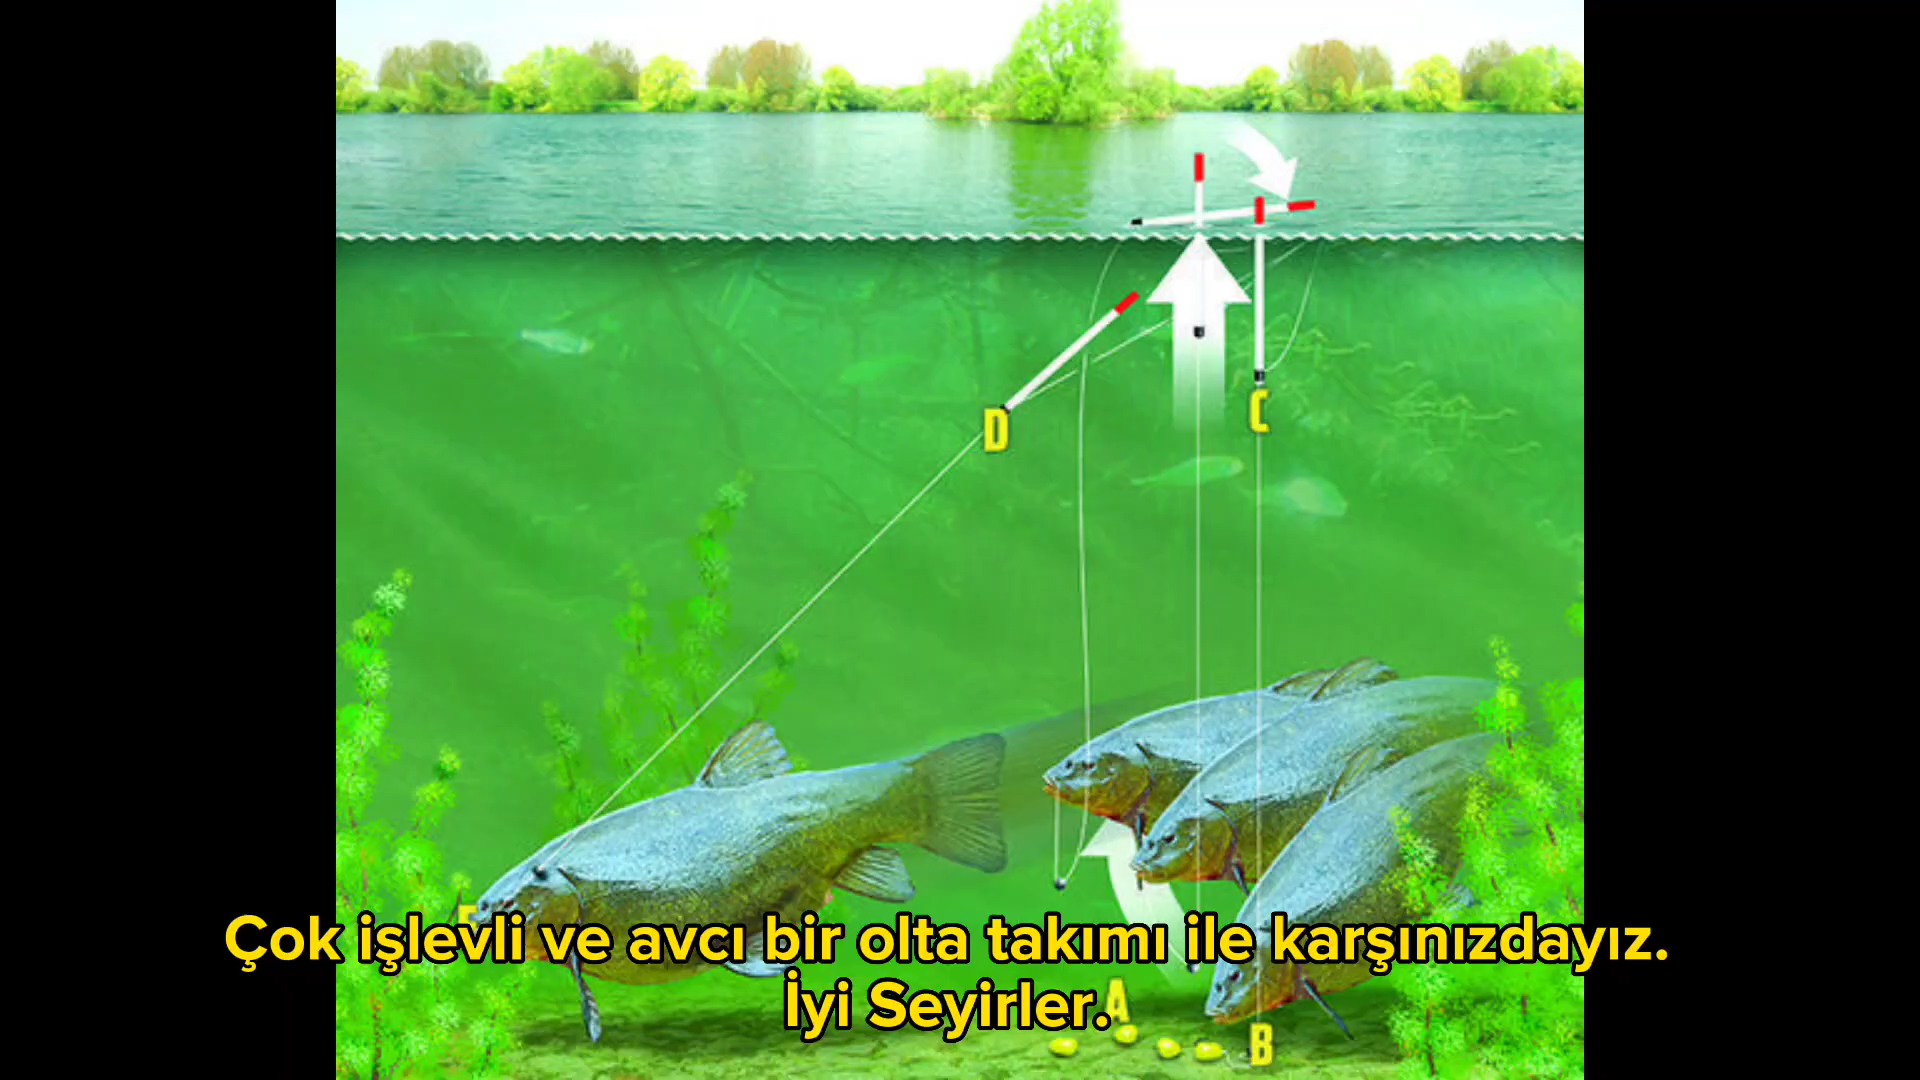 D
C
Çok işlevli ve avcı bir olta takımı ile karşınızdayız.
İyi Seyirler.
A
B